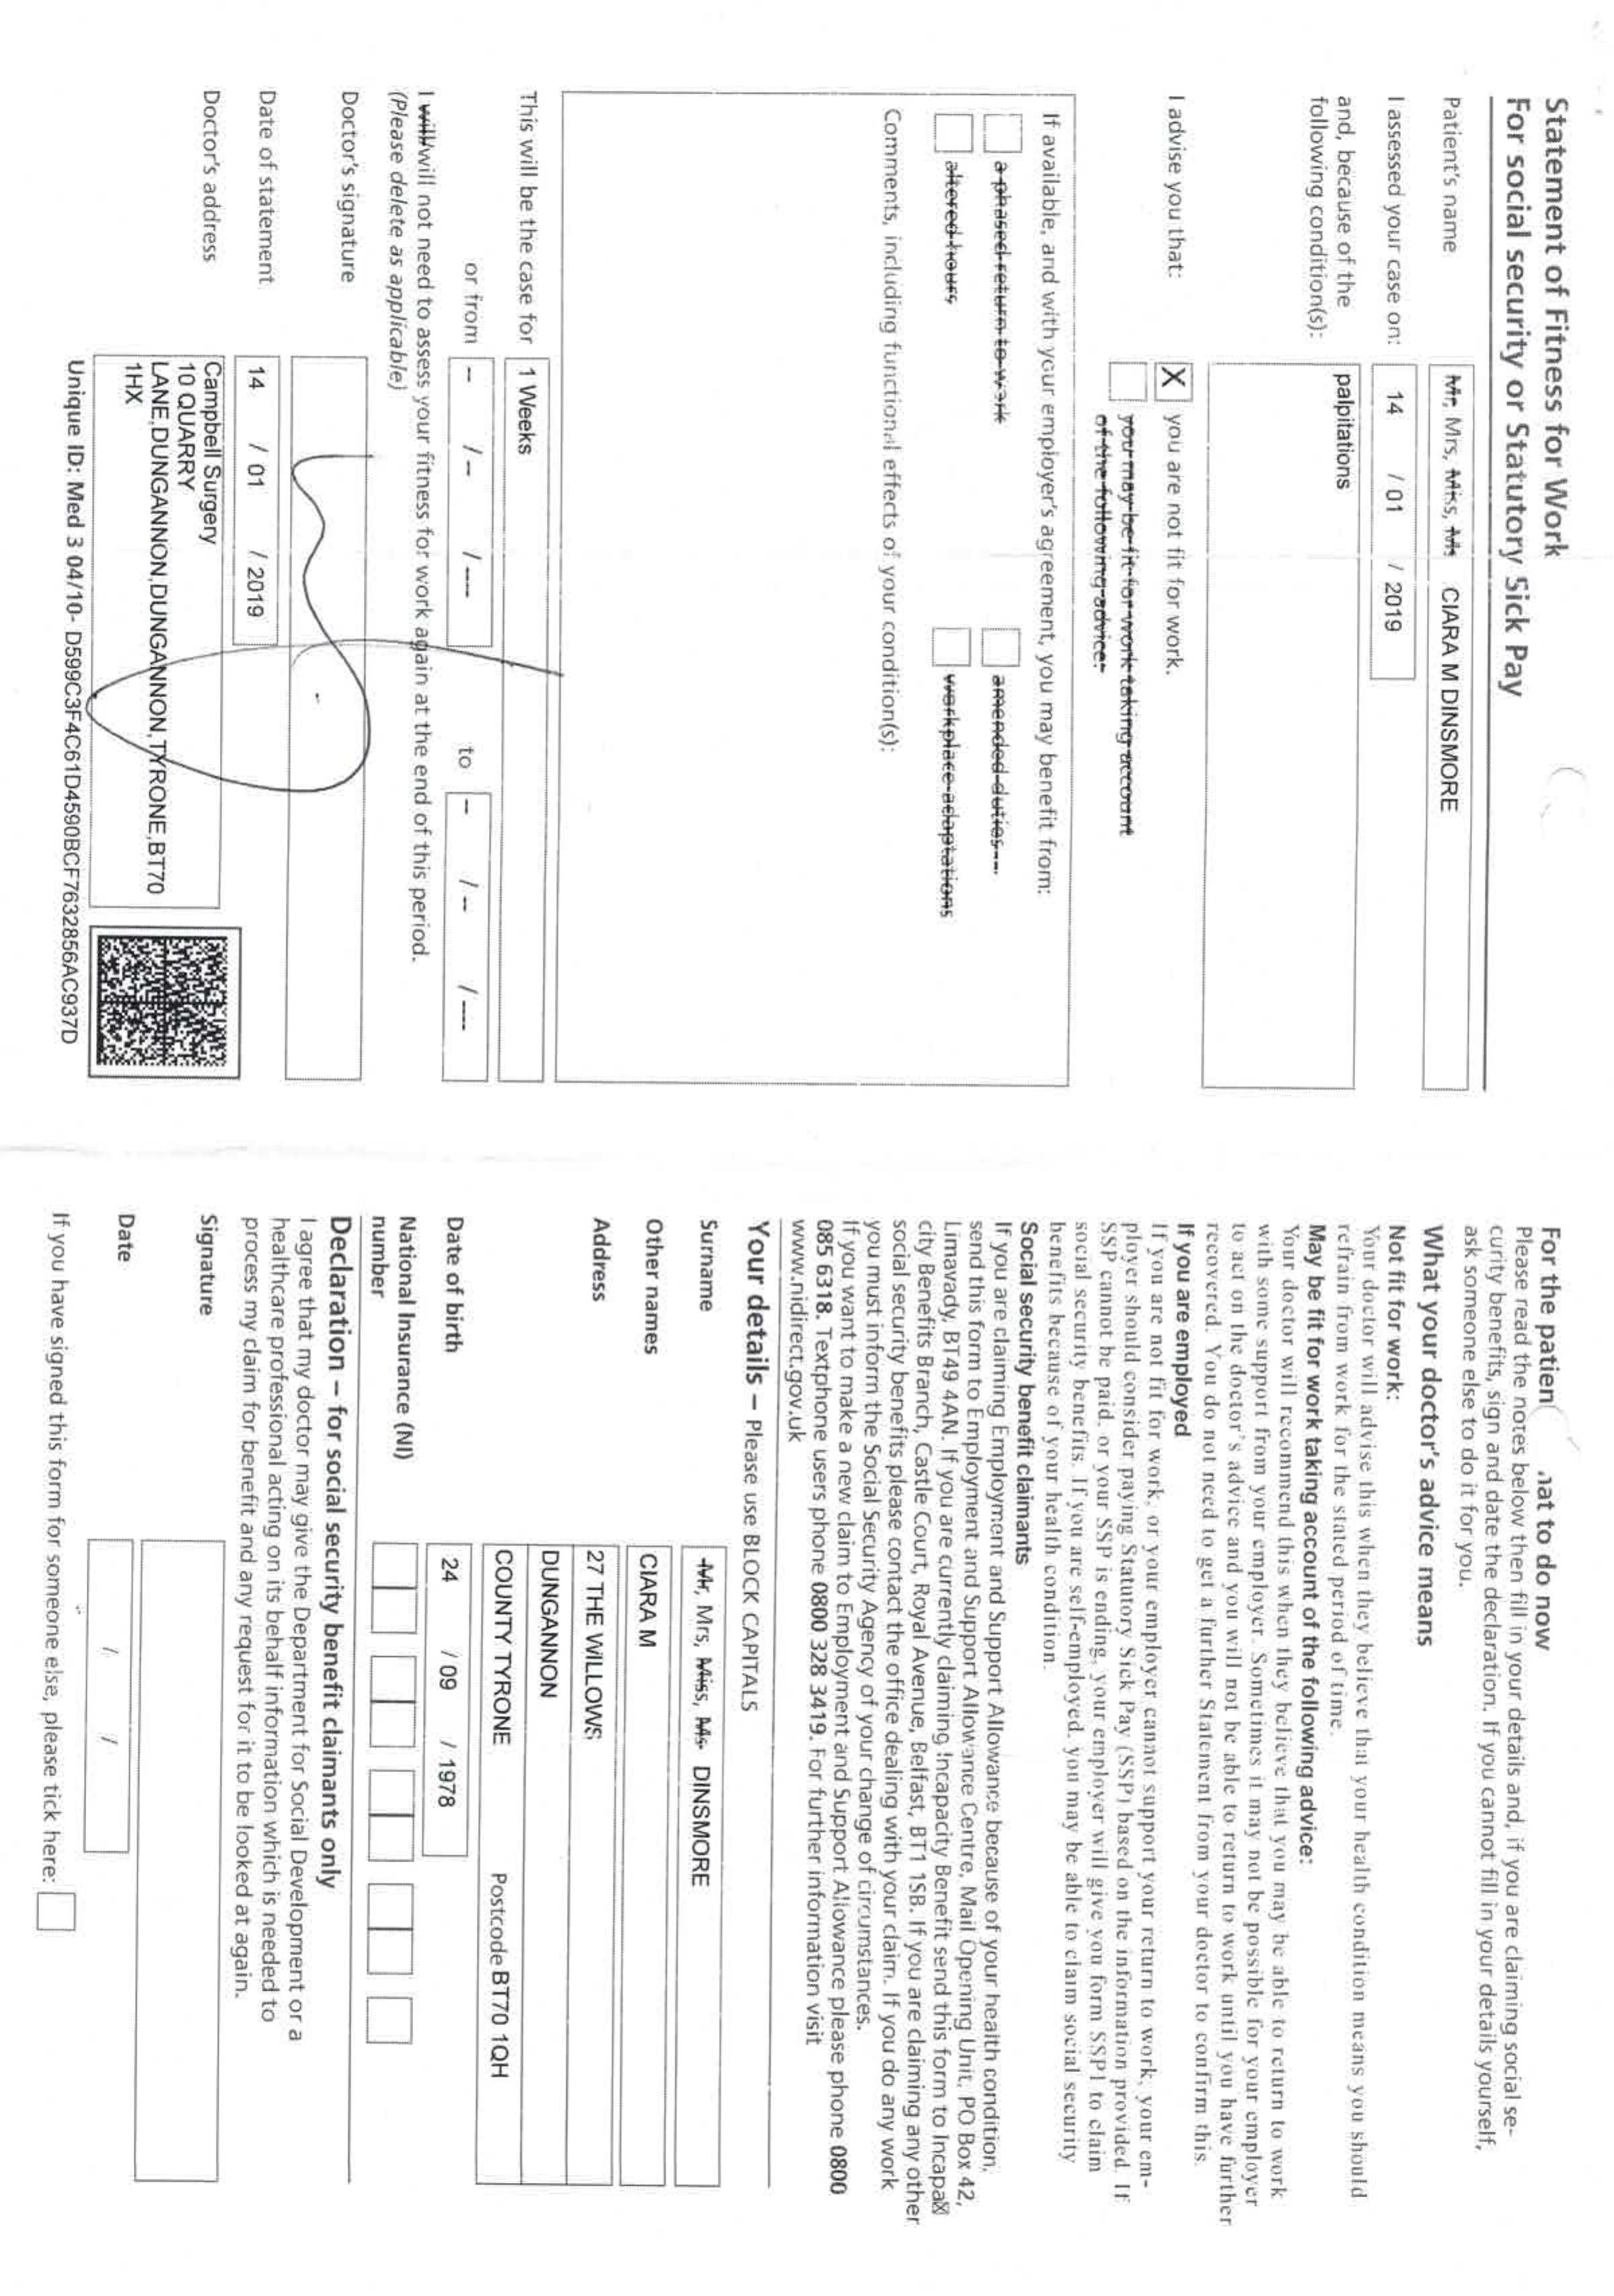 Statement of Fitness for Work
For social security or Statutory Sick Pay
Patient's name Mr, Mrs, Miss, Ms CIARA M DINSMORE
I assessed your case on: 14 / 01 / 2019
and, because of the
following condition(s): palpitations
I advise you that: X you are not fit for work.
you may be fit for work taking account
of the following advice:
If available, and with your employer's agreement, you may benefit from:
a phased return to work amended duties
altered hours workplace adaptations
Comments, including functional effects of your condition(s):
This will be the case for 1 Weeks
or from -- / -- / ---- to -- / -- / ----
I will/will not need to assess your fitness for work again at the end of this period.
(Please delete as applicable)
Doctor's signature
Date of statement 14 / 01 / 2019
Doctor's address Campbell Surgery
10 QUARRY
LANE,DUNGANNON,DUNGANNON,TYRONE,BT70
1HX
Unique ID: Med 3 04/10- D599C3F4C61D4590BCF7632856AC937D
For the patien nat to do now
Please read the notes below then fill in your details and, if you are claiming social se-
curity benefits, sign and date the declaration. If you cannot fill in your details yourself,
ask someone else to do it for you.
What your doctor's advice means
Not fit for work:
Your doctor will advise this when they believe that your health condition means you should
refrain from work for the stated period of time.
May be fit for work taking account of the following advice:
Your doctor will recommend this when they believe that you may be able to return to work
with some support from your employer. Sometimes it may not be possible for your employer
to act on the doctor's advice and you will not be able to return to work until you have further
recovered. You do not need to get a further Statement from your doctor to confirm this.
If you are employed
If you are not fit for work, or your employer cannot support your return to work, your em-
ployer should consider paying Statutory Sick Pay (SSP) based on the information provided. If
SSP cannot be paid, or your SSP is ending, your employer will give you form SSP1 to claim
social security benefits. If you are self-employed, you may be able to clam social security
benefits because of your health condition.
Social security benefit claimants
If you are claiming Employment and Support Allowance because of your health condition,
send this form to Employment and Support Allowance Centre, Mail Opening Unit, PO Box 42,
Limavady, BT49 4AN. If you are currently claiming Incapacity Benefit send this form to Incapa
city Benefits Branch, Castle Court, Royal Avenue, Belfast, BT1 1SB. If you are claiming any other
social security benefits please contact the office dealing with your claim. If you do any work
you must inform the Social Security Agency of your change of circumstances.
If you want to make a new claim to Employment and Support Allowance please phone 0800
085 6318. Textphone users phone 0800 328 3419. For further information visit
www.nidirect.gov.uk
Your details – Please use BLOCK CAPITALS
Surname Mr, Mrs, Miss, Ms DINSMORE
Other names CIARA M
Address 27 THE WILLOWS
DUNGANNON
COUNTY TYRONE Postcode BT70 1QH
Date of birth 24 / 09 / 1978
National Insurance (NI)
number
Declaration – for social security benefit claimants only
I agree that my doctor may give the Department for Social Development or a
healthcare professional acting on its behalf information which is needed to
process my claim for benefit and any request for it to be looked at again.
Signature
Date / /
If you have signed this form for someone else, please tick here: